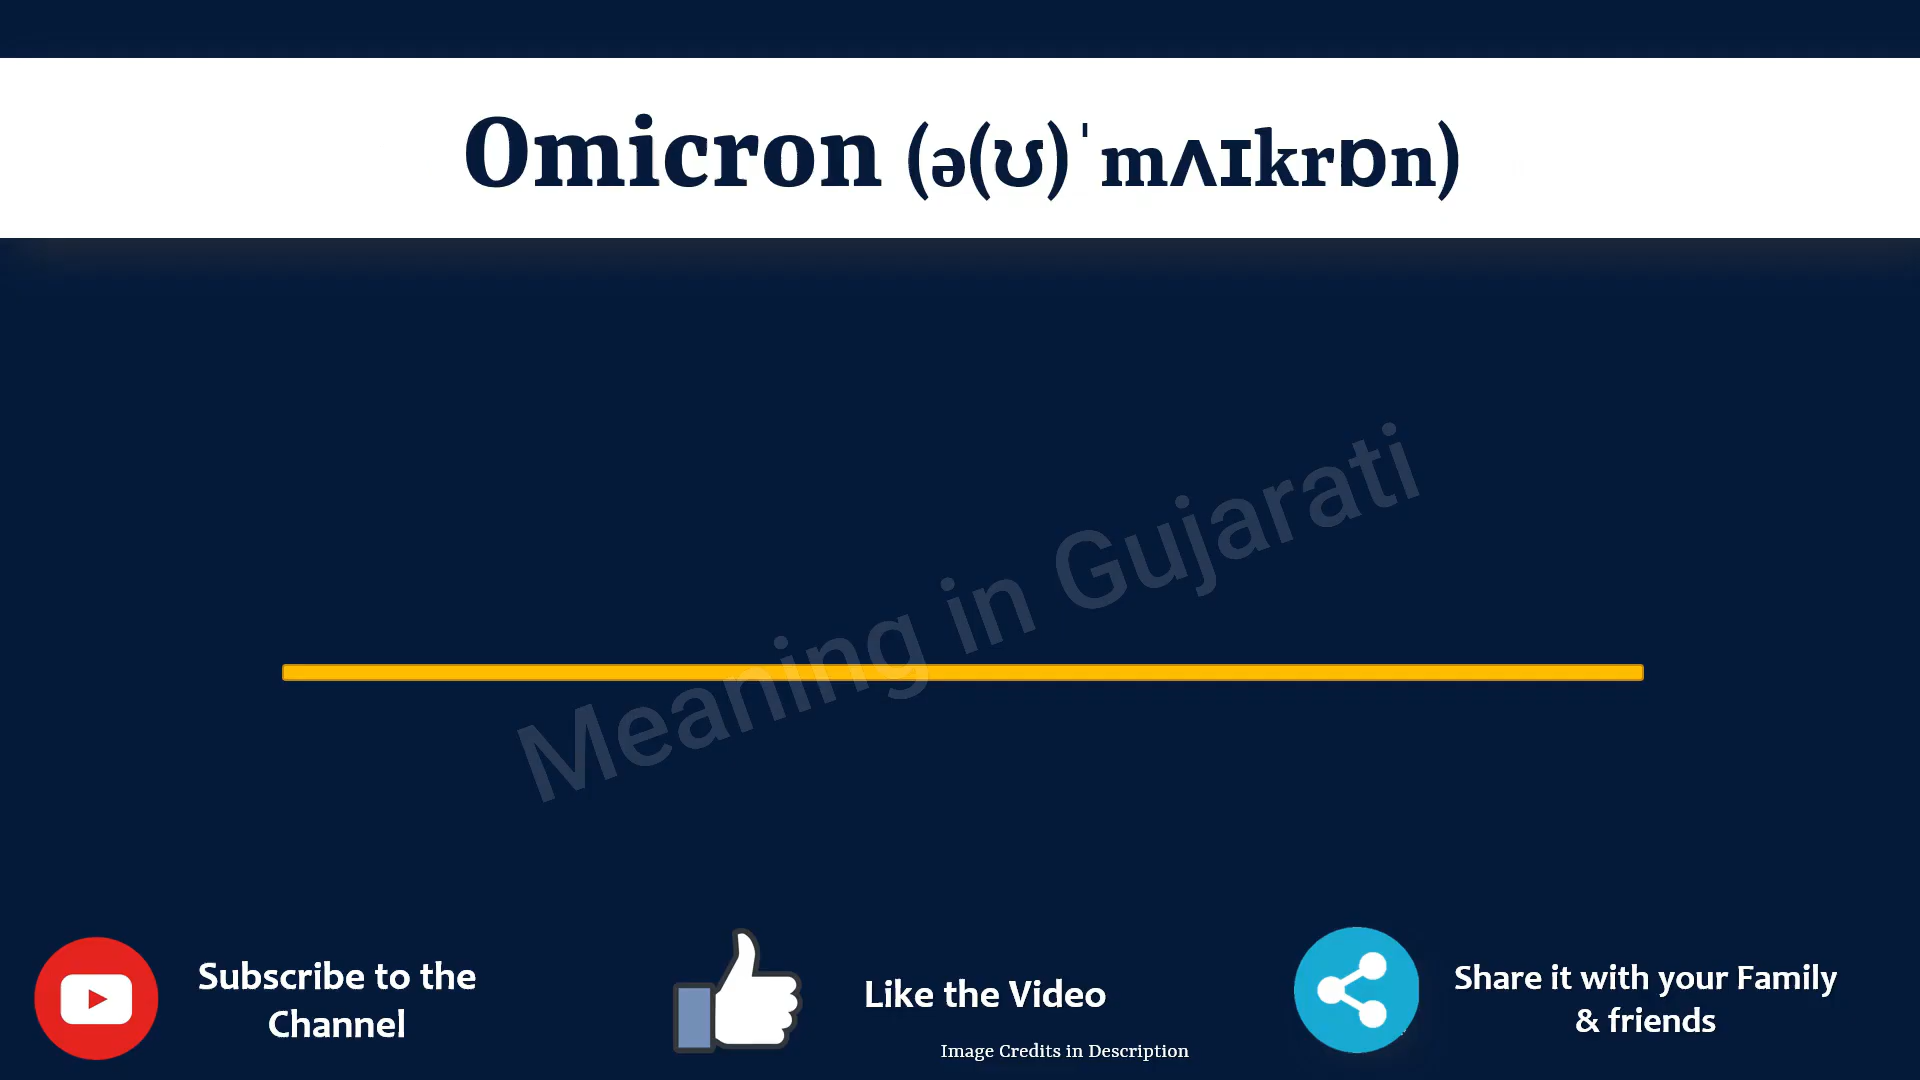 Omicron (ə(ʊ)ˈmʌɪkrɒn)
Meaning in Gujarati
Subscribe to the
Channel
Like the Video
Share it with your Family
& friends
Image Credits in Description